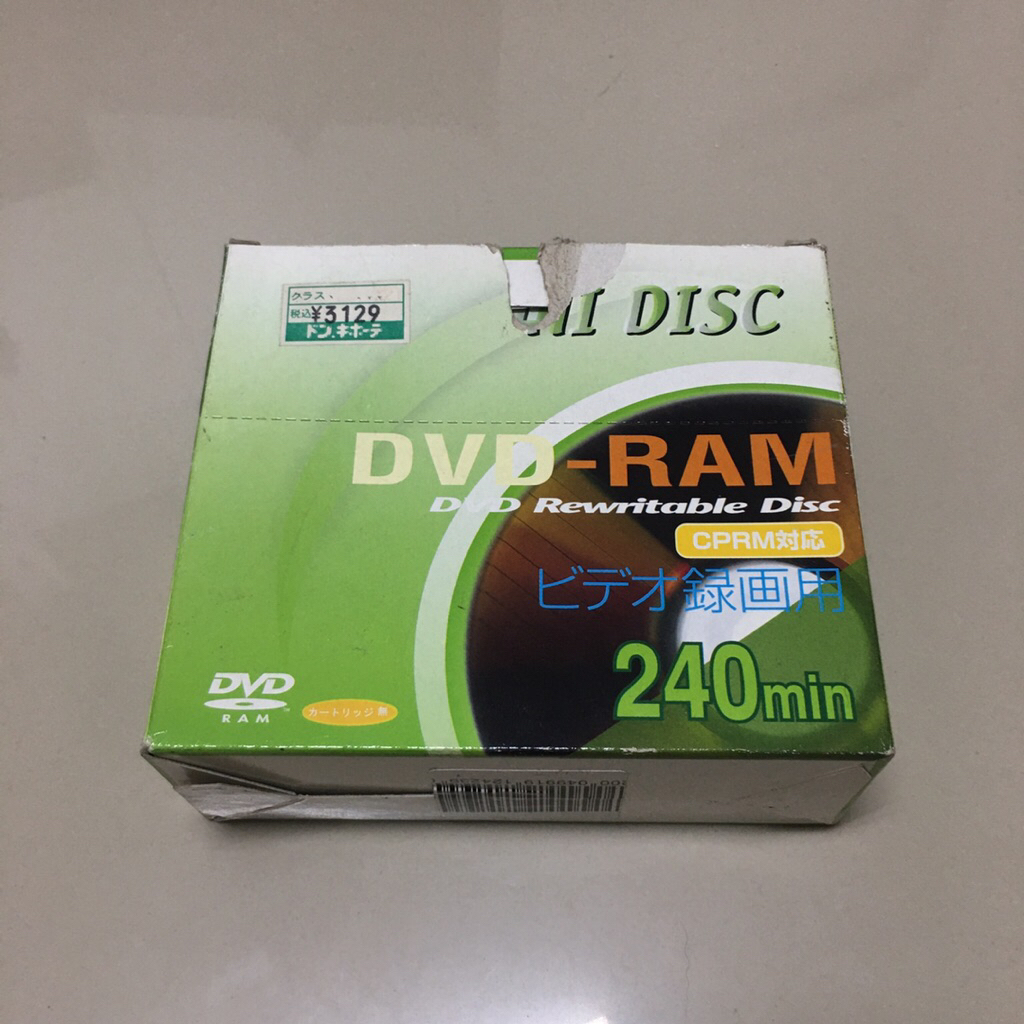 クラス
税込¥3129
ドン.キホーテ
HI DISC
DVD-RAM
DVD Rewritable Disc
CPRM対応
ビデオ録画用
240min
DVD
RAM
TM
カートリッジ無